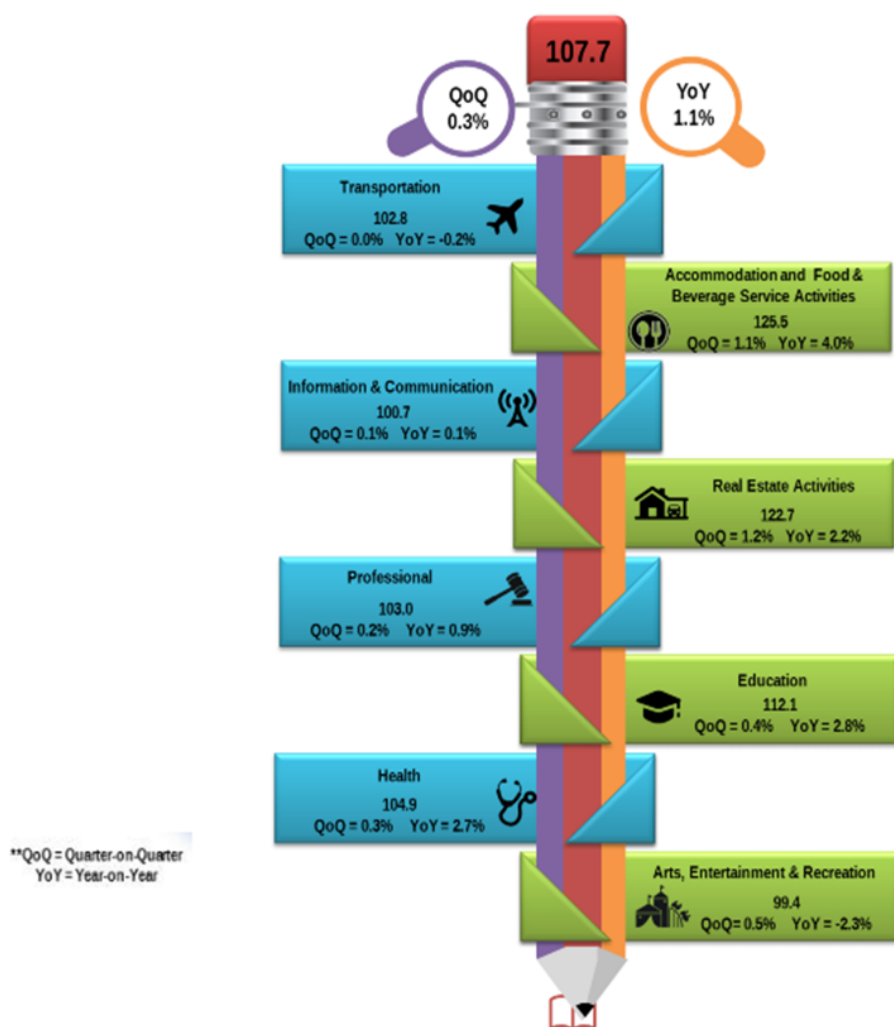 107.7
QoQ
0.3%
YoY
1.1%
Transportation
102.8
QoQ = 0.0% YoY = -0.2%
Accommodation and Food &
Beverage Service Activities
125.5
QoQ = 1.1% YoY = 4.0%
Information & Communication
100.7
QoQ = 0.1% YoY = 0.1%
Real Estate Activities
122.7
QoQ = 1.2% YoY = 2.2%
Professional
103.0
QoQ = 0.2% YoY = 0.9%
Education
112.1
QoQ = 0.4% YoY = 2.8%
Health
104.9
QoQ = 0.3% YoY = 2.7%
Arts, Entertainment & Recreation
99.4
QoQ= 0.5% YoY = -2.3%
**QoQ = Quarter-on-Quarter
YoY = Year-on-Year